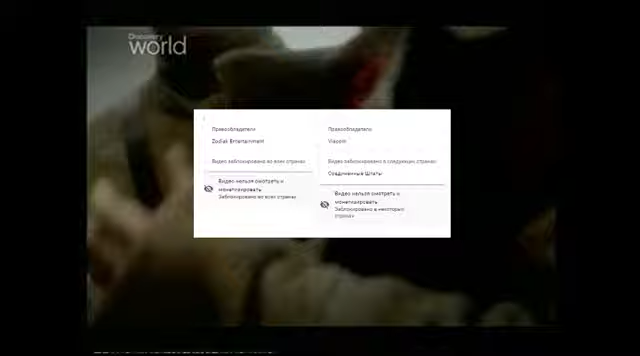 Discovery
world
Правообладатели
Zodiak Entertainment
Видео заблокировано во всех странах
Видео нельзя смотреть и
монетизировать
Заблокировано во всех странах
Правообладатели
Viacom
Видео заблокировано в следующих странах:
Соединенные Штаты
Видео нельзя смотреть и
монетизировать
Заблокировано в некоторых
странах